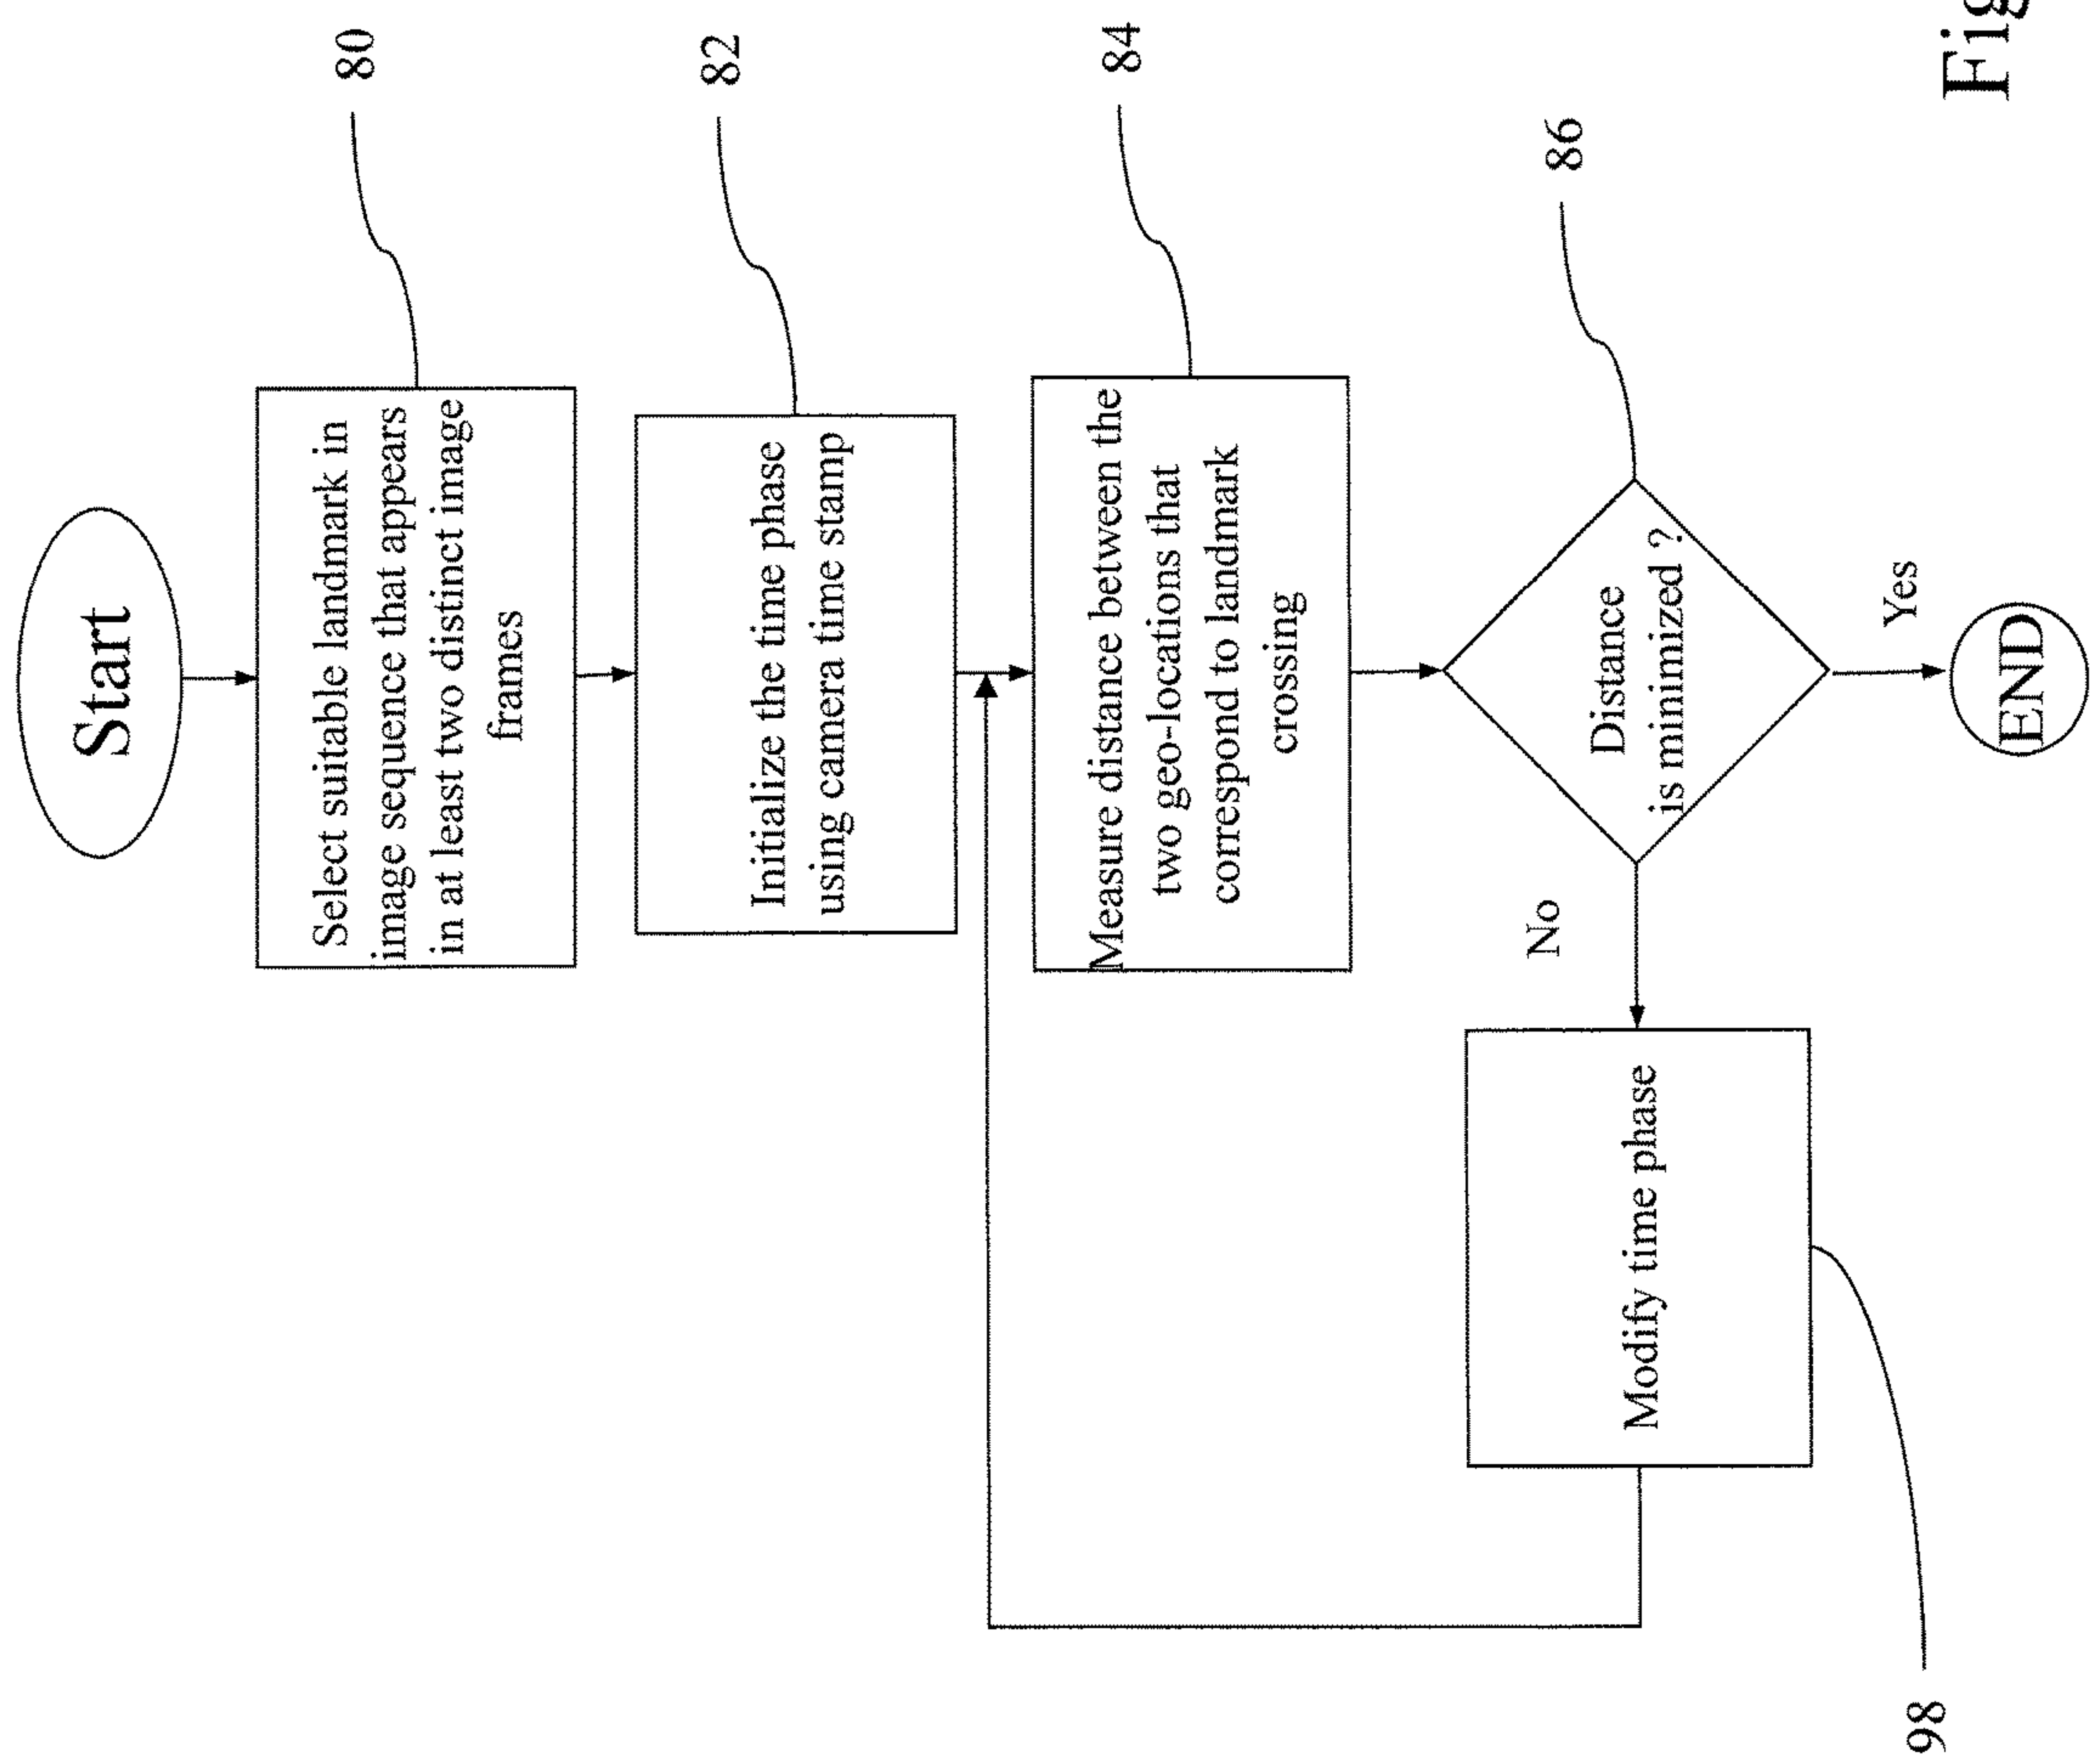 Start
80
Select suitable landmark in
image sequence that appears
in at least two distinct image
frames
82
Initialize the time phase
using camera time stamp
84
Measure distance between the
two geo-locations that
correspond to landmark
crossing
86
Distance
is minimized ?
No
Yes
Modify time phase
98
END
Fig